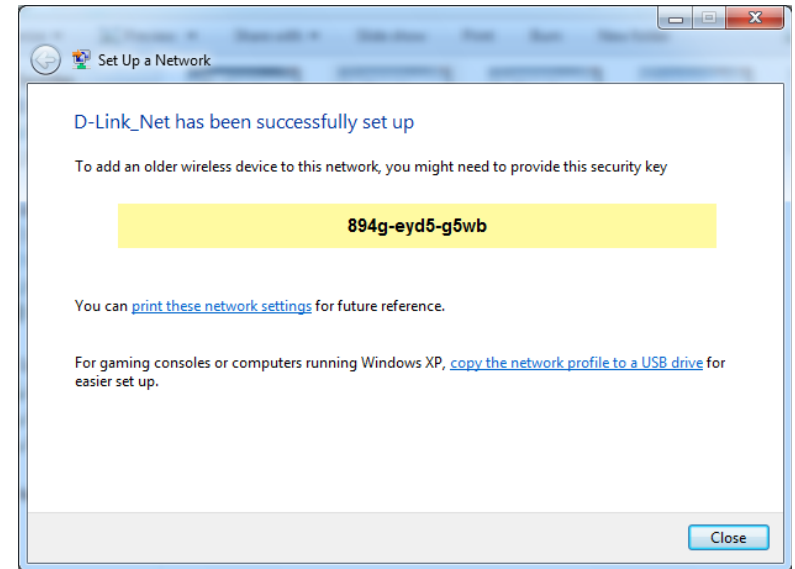 Set Up a Network
D-Link_Net has been successfully set up
To add an older wireless device to this network, you might need to provide this security key
894g-eyd5-g5wb
You can print these network settings for future reference.
For gaming consoles or computers running Windows XP, copy the network profile to a USB drive for
easier set up.
Close